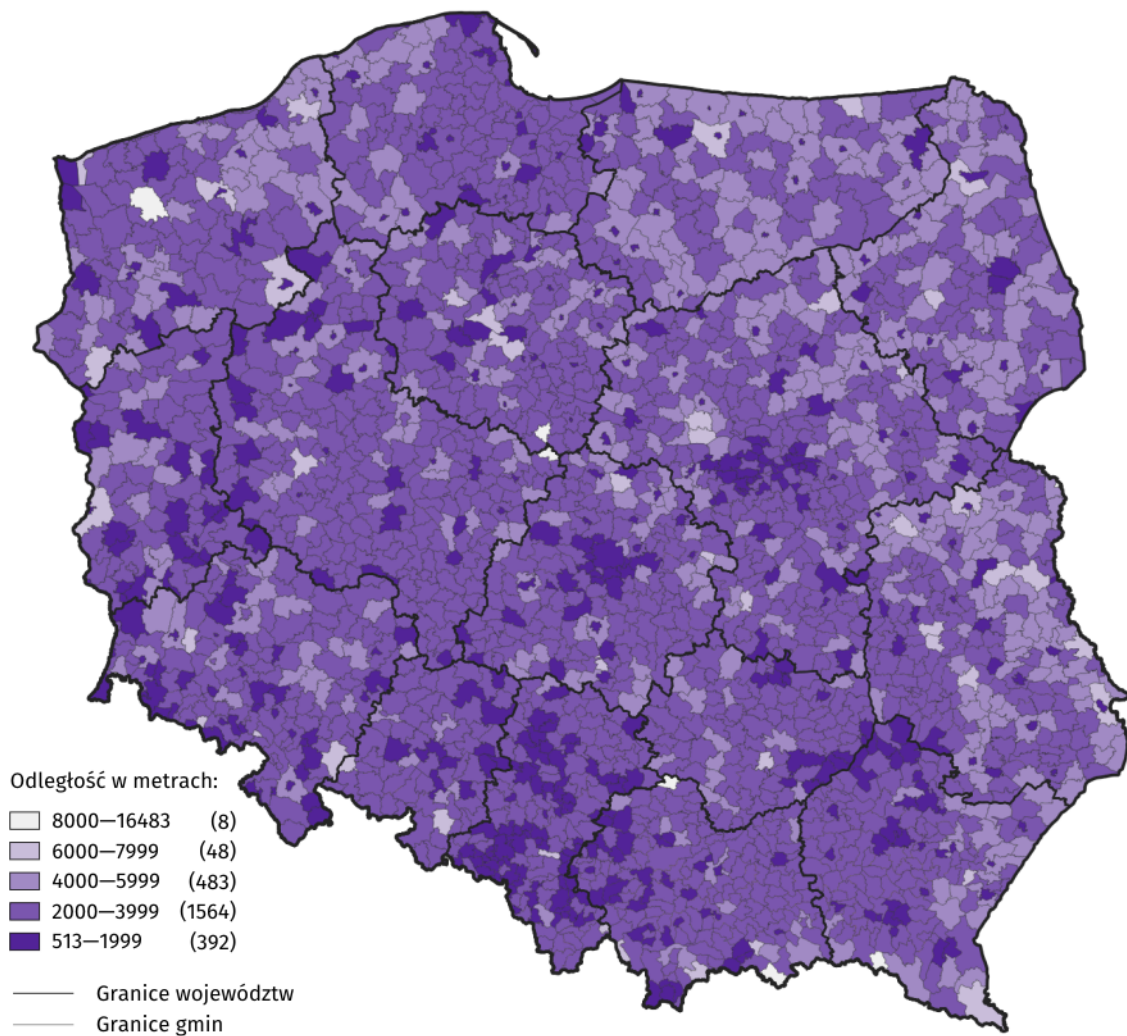 Odległość w metrach:
8000—16483 (8)
6000—7999 (48)
4000—5999 (483)
2000—3999 (1564)
513—1999 (392)
Granice województw
Granice gmin